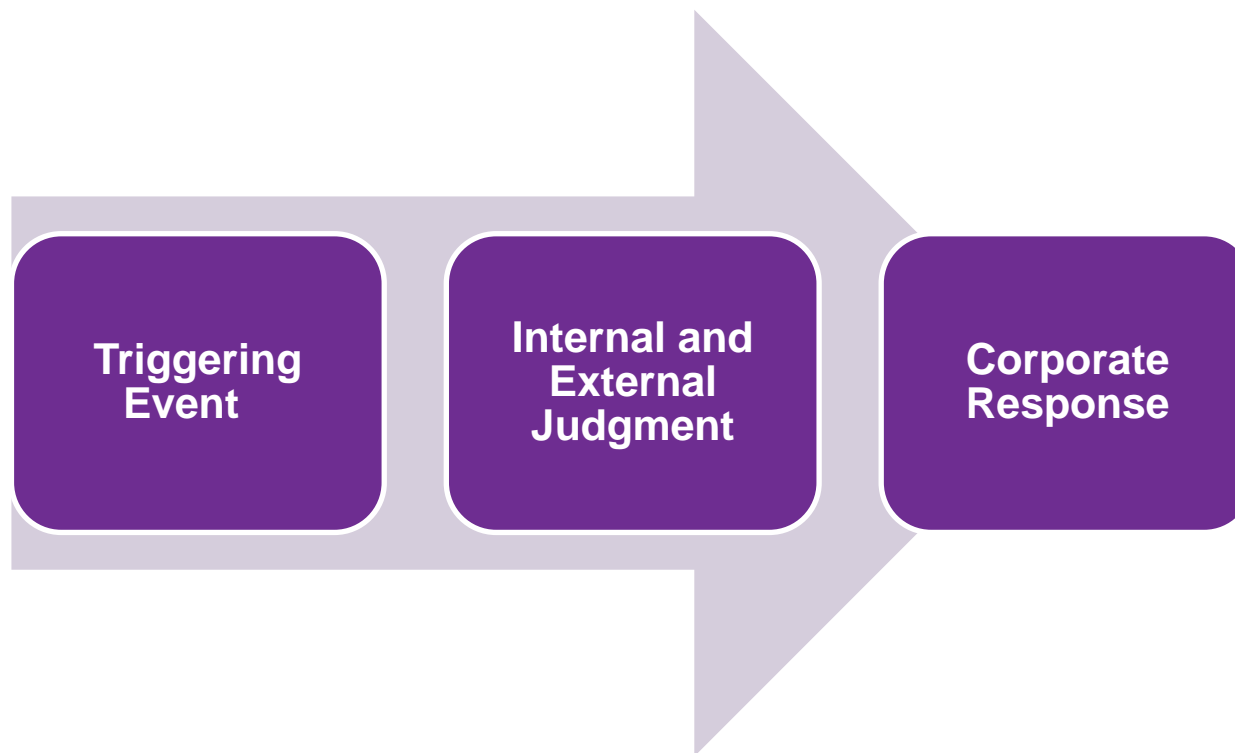 Triggering
Event
Internal and
External
Judgment
Corporate
Response